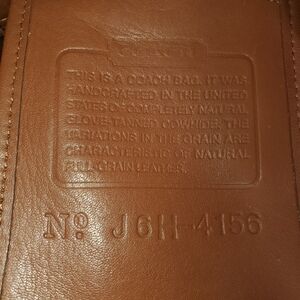 COACH
THIS IS A COACH BAG. IT WAS
HANDCRAFTED IN THE UNITED
STATES OF COMPLETELY NATURAL
GLOVE-TANNED COWHIDE. THE
VARIATIONS IN THE GRAIN ARE
CHARACTERISTIC OF NATURAL
FULL GRAIN LEATHER.
Nº J6H-4156